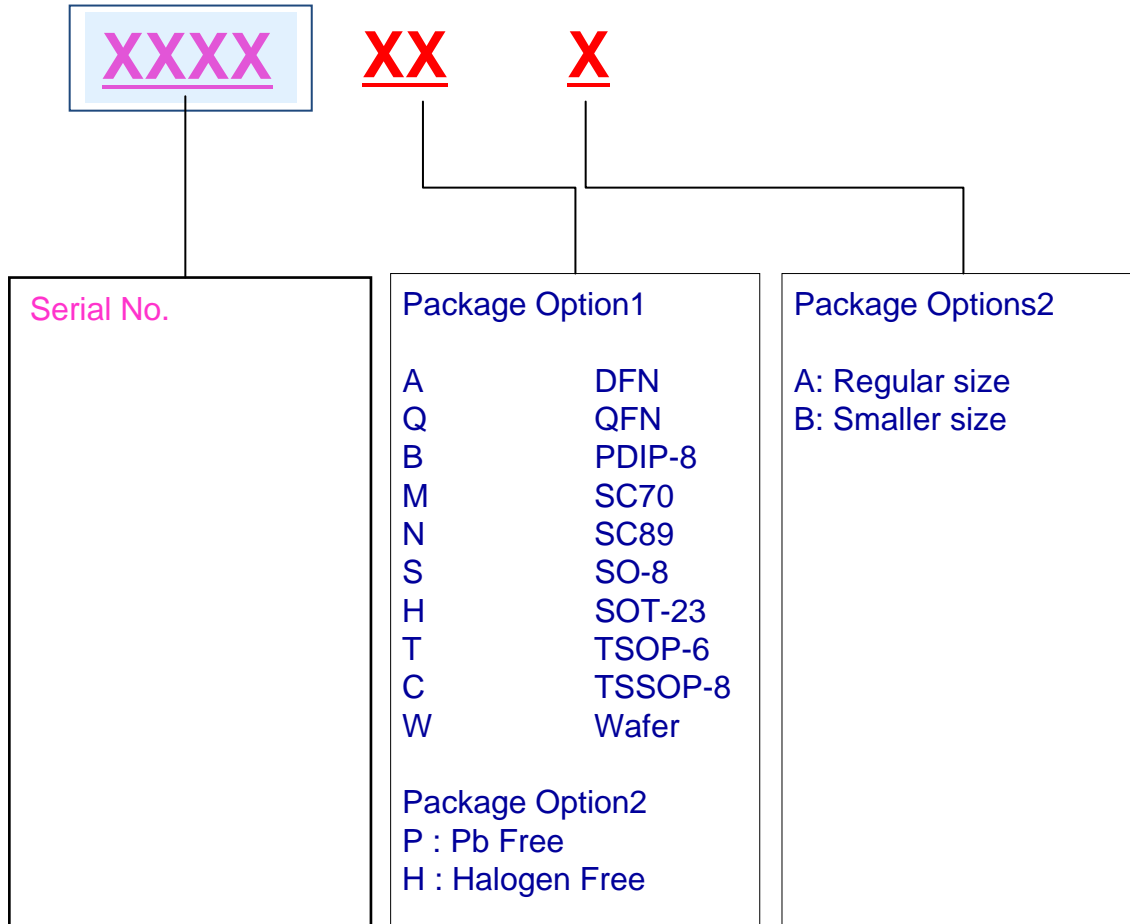 XXXX XX X
Serial No.
Package Option1
A DFN
Q QFN
B PDIP-8
M SC70
N SC89
S SO-8
H SOT-23
T TSOP-6
C TSSOP-8
W Wafer
Package Option2
P : Pb Free
H : Halogen Free
Package Options2
A: Regular size
B: Smaller size